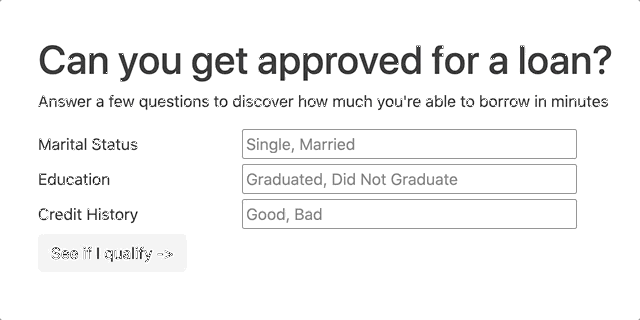 Can you get approved for a loan?
Answer a few questions to discover how much you're able to borrow in minutes
Marital Status Single, Married
Education Graduated, Did Not Graduate
Credit History Good, Bad
See if I qualify ->